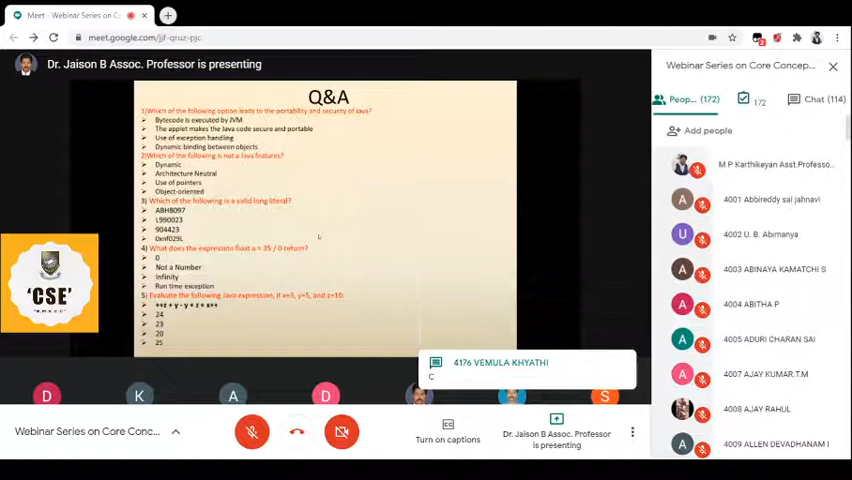 Meet - Webinar Series on Core C
meet.google.com/jjf-qruz-pjc
Dr. Jaison B Assoc. Professor is presenting
Q&A
1)Which of the following option leads to the portability and security of Java?
Bytecode is executed by JVM
The applet makes the Java code secure and portable
Use of exception handling
Dynamic binding between objects
2)Which of the following is not a Java features?
Dynamic
Architecture Neutral
Use of pointers
Object-oriented
3) Which of the following is a valid long literal?
ABH8097
L990023
904423
0xnf029L
4) What does the expression float a = 35 / 0 return?
0
Not a Number
Infinity
Run time exception
5) Evaluate the following Java expression, if x=3, y=5, and z=10:
++z + y - y + z + x++
24
23
20
25
'CSE'
4176 VEMULA KHYATHI
C
D
K
A
D
S
Webinar Series on Core Conc...
Turn on captions
Dr. Jaison B Assoc. Professor
is presenting
Webinar Series on Core Concep...
Peop... (172)
172
Chat (114)
Add people
M P Karthikeyan Asst.Professo...
A
4001 Abbireddy sai jahnavi
U
4002 U. B. Abimanya
A
4003 ABINAYA KAMATCHI S
A
4004 ABITHA P
A
4005 ADURI CHARAN SAI
A
4007 AJAY KUMAR.T.M
4008 AJAY RAHUL
A
4009 ALLEN DEVADHANAM I